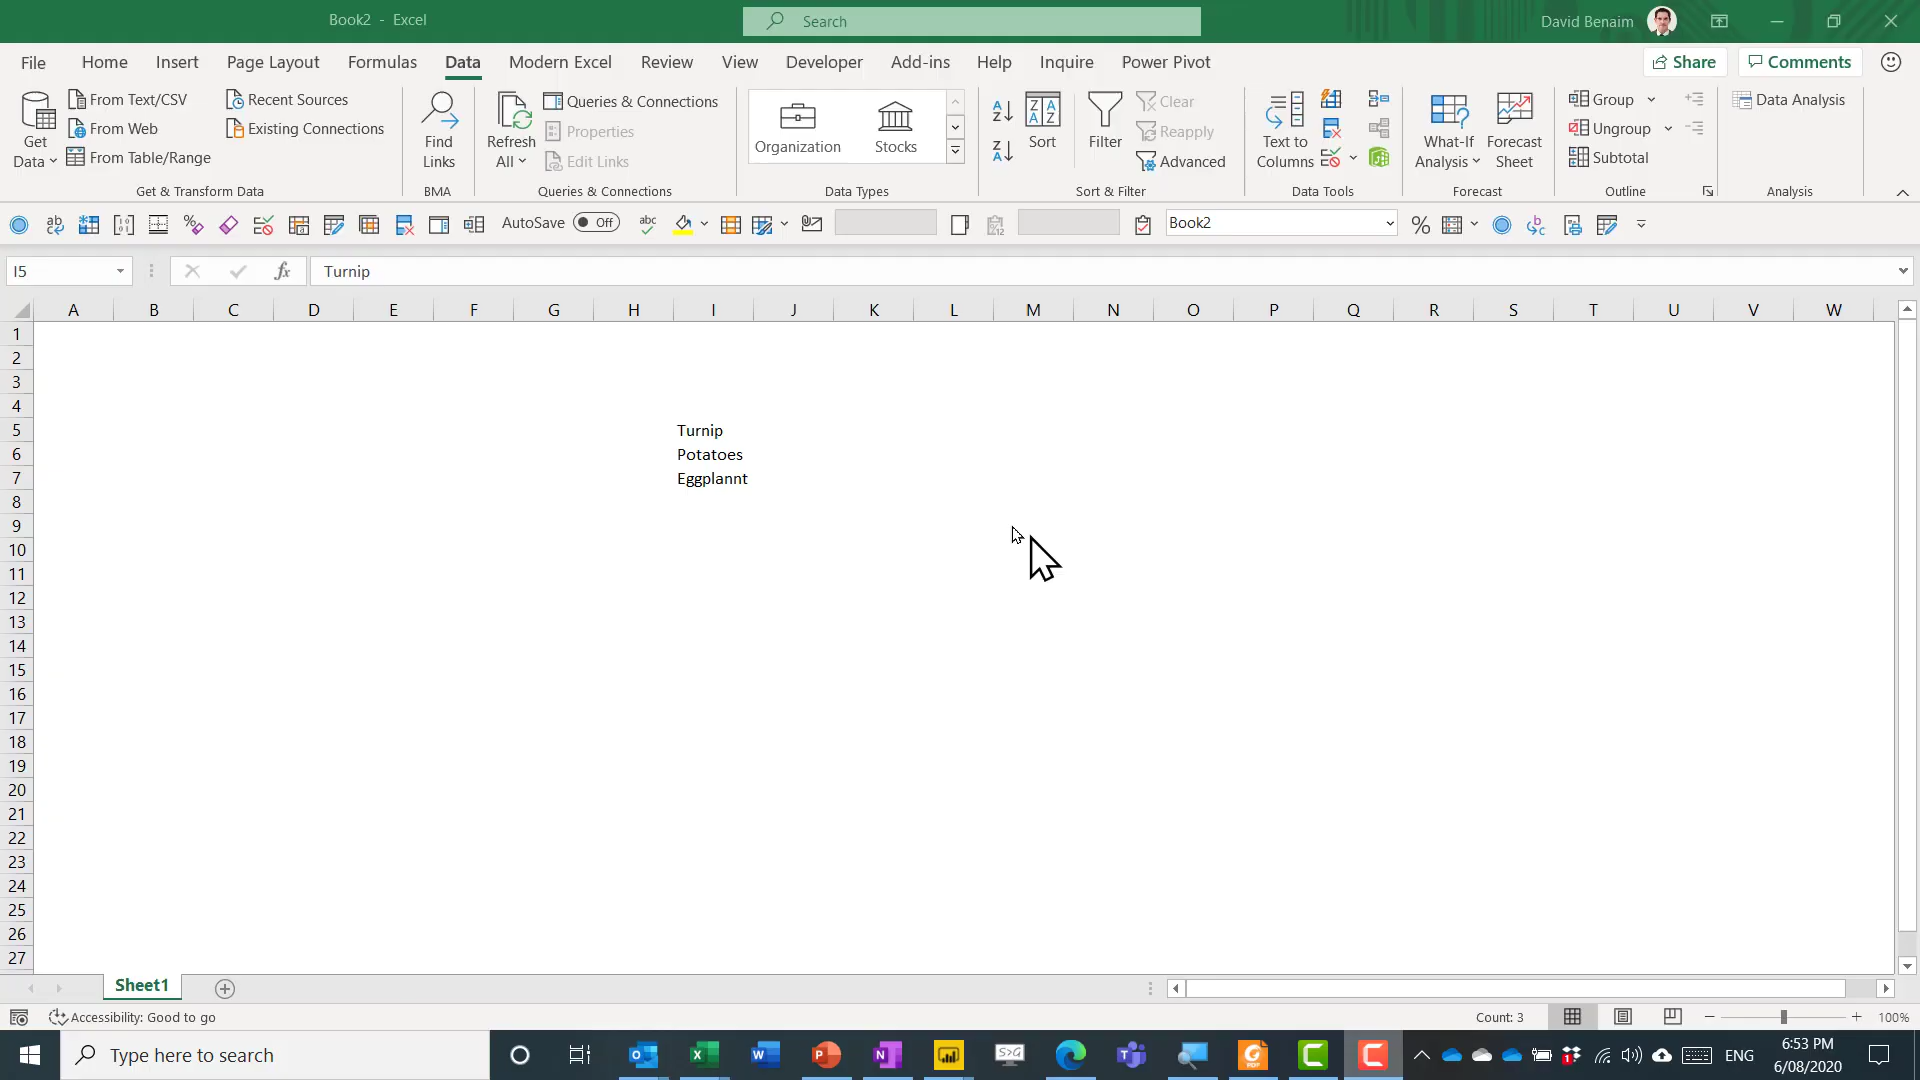 Book2 - Excel
Search
David Benaim
File Home Insert Page Layout Formulas Data Modern Excel Review View Developer Add-ins Help Inquire Power Pivot
Share
Comments
Get Data
From Text/CSV
From Web
From Table/Range
Recent Sources
Existing Connections
Get & Transform Data
Find Links
BMA
Refresh All
Queries & Connections
Properties
Edit Links
Queries & Connections
Organization
Stocks
Data Types
Sort
Filter
Clear
Reapply
Advanced
Sort & Filter
Text to Columns
Data Tools
What-If Analysis
Forecast Sheet
Forecast
Group
Ungroup
Subtotal
Outline
Data Analysis
Analysis
AutoSave Off
Book2
I5
fx
Turnip
A B C D E F G H I J K L M N O P Q R S T U V W
1
2
3
4
5 Turnip
6 Potatoes
7 Eggplannt
8
9
10
11
12
13
14
15
16
17
18
19
20
21
22
23
24
25
26
27
Sheet1
Accessibility: Good to go
Count: 3
100%
Type here to search
ENG
6:53 PM
6/08/2020